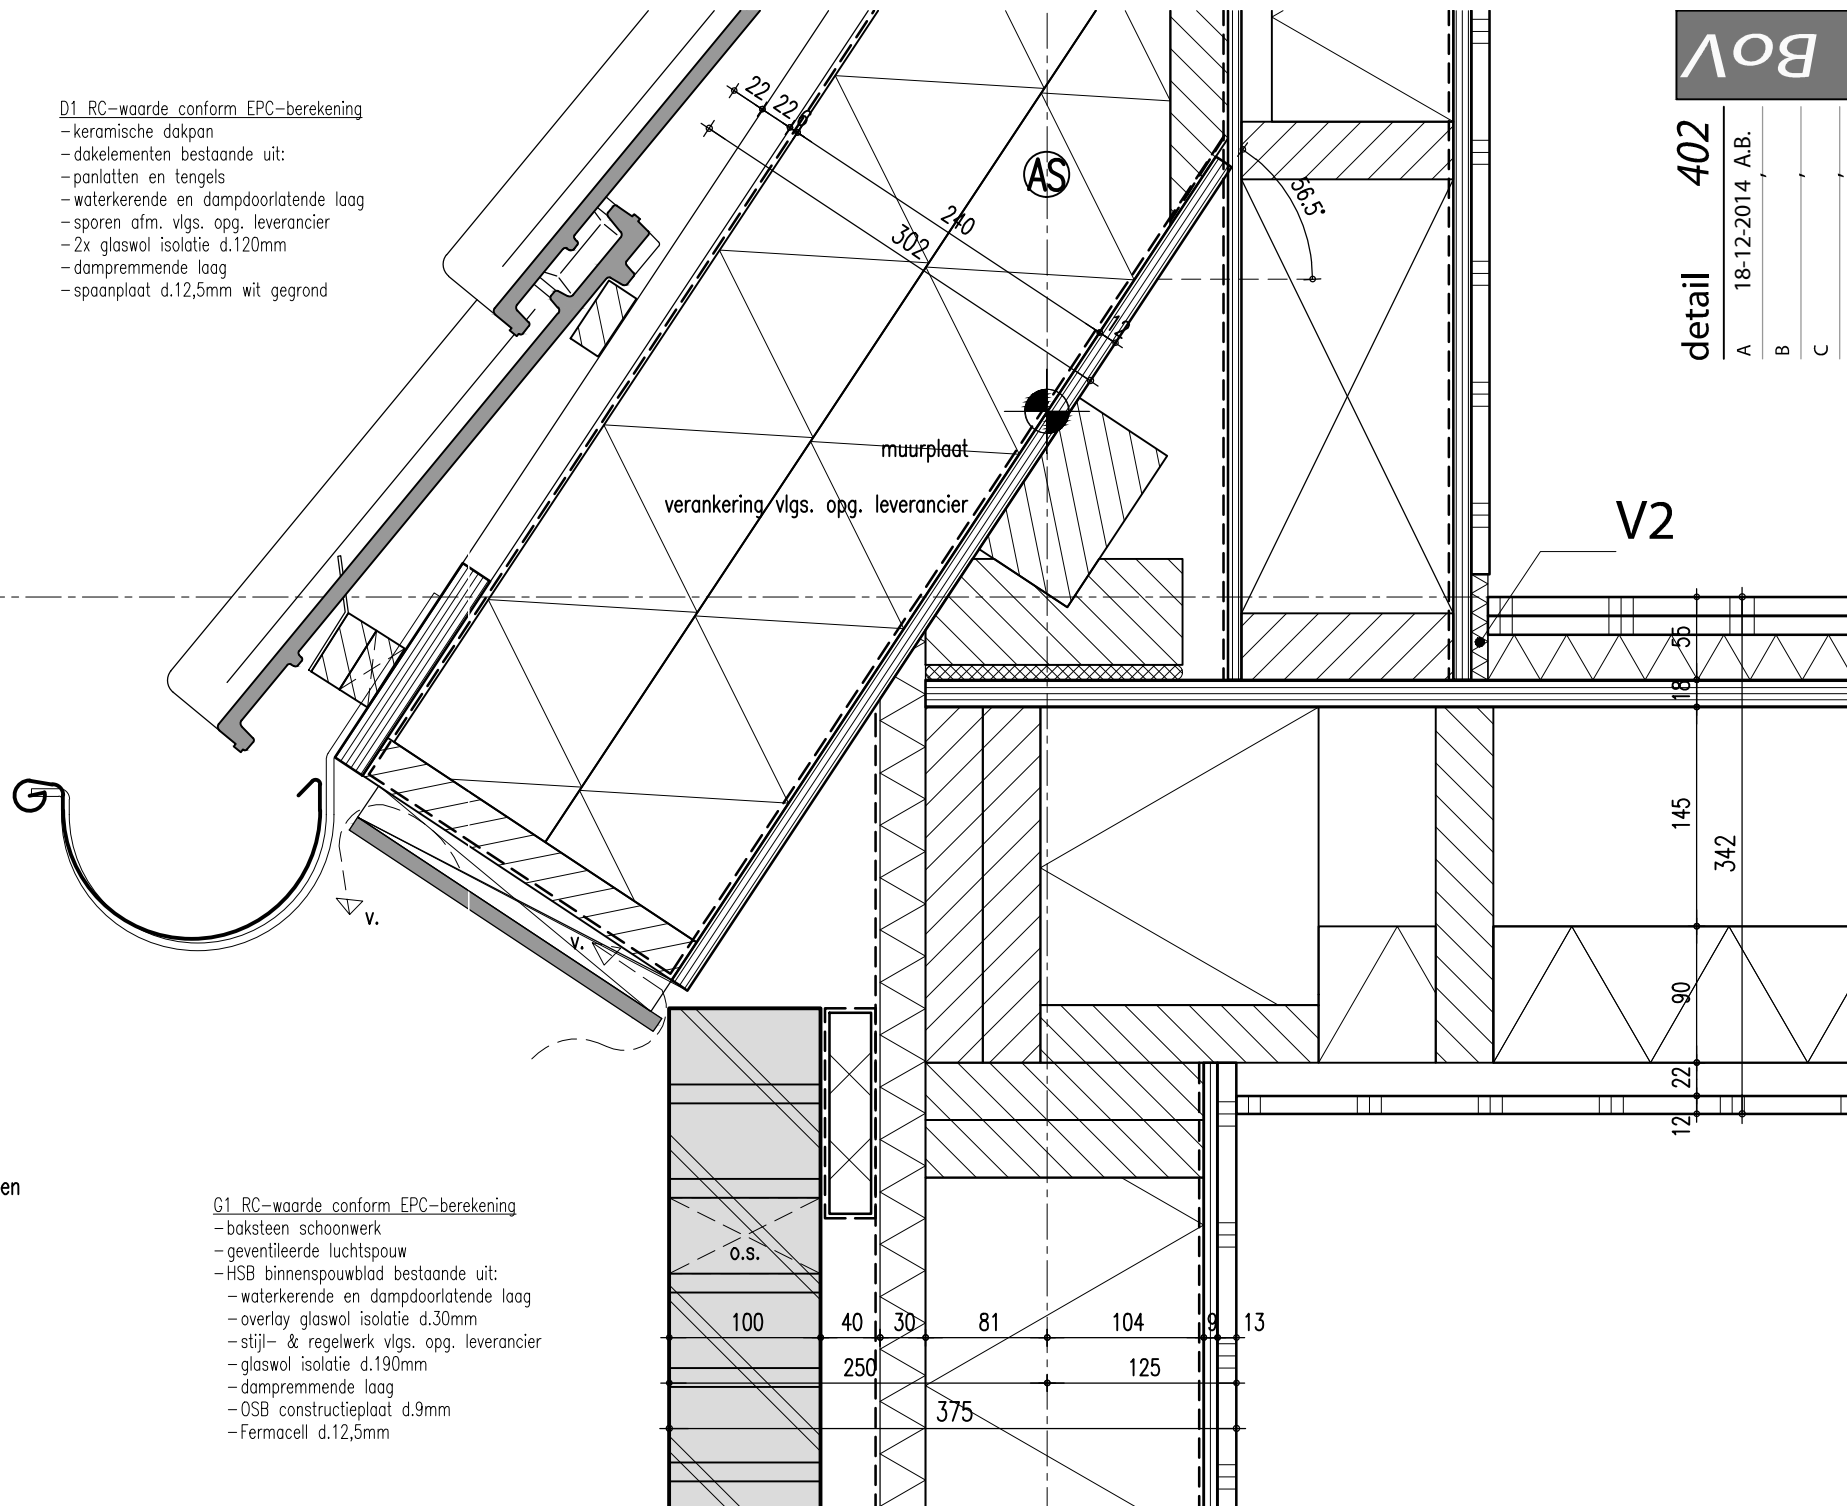 D1 RC-waarde conform EPC-berekening
-keramische dakpan
-dakelementen bestaande uit:
-panlatten en tengels
-waterkerende en dampdoorlatende laag
-sporen afm. vlgs. opg. leverancier
-2x glaswol isolatie d.120mm
-dampremmende laag
-spaanplaat d.12,5mm wit gegrond
22
22
6
240
302
12
AS
56.5°
BoV
detail 402
A 18-12-2014 A.B.
B ,
C ,
muurplaat
verankering vlgs. opg. leverancier
V2
55
18
145
342
90
22
12
v.
v.
en
G1 RC-waarde conform EPC-berekening
-baksteen schoonwerk
-geventileerde luchtspouw
-HSB binnenspouwblad bestaande uit:
-waterkerende en dampdoorlatende laag
-overlay glaswol isolatie d.30mm
-stijl- & regelwerk vlgs. opg. leverancier
-glaswol isolatie d.190mm
-dampremmende laag
-OSB constructieplaat d.9mm
-Fermacell d.12,5mm
o.s.
100 40 30 81 104 9 13
250 125
375